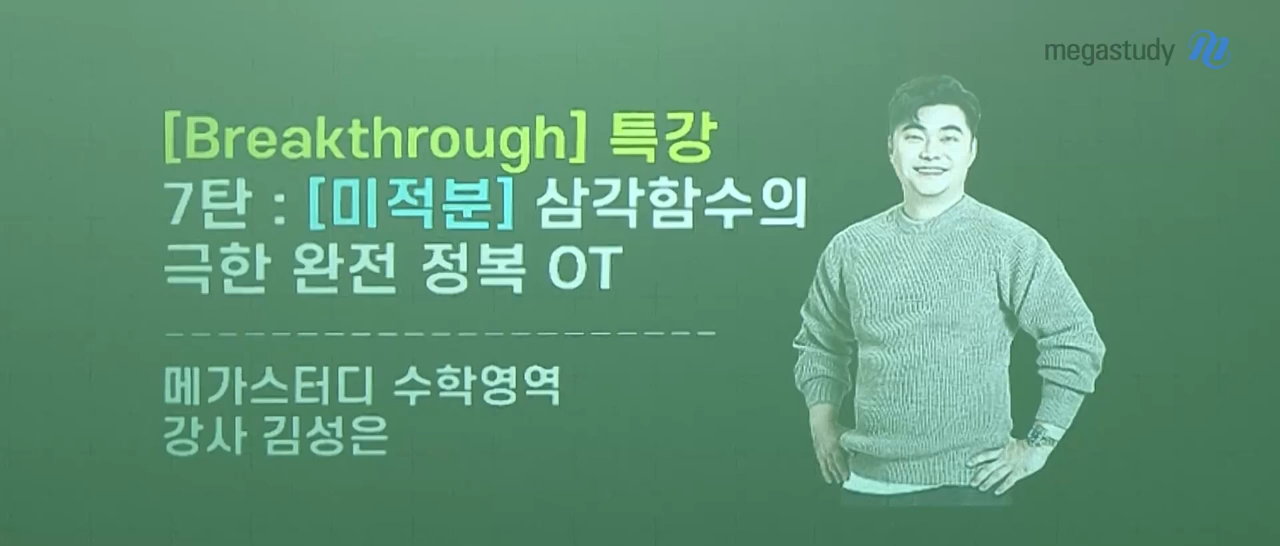 megastudy
[Breakthrough] 특강
7탄 : [미적분] 삼각함수의
극한 완전 정복 OT
메가스터디 수학영역
강사 김성은